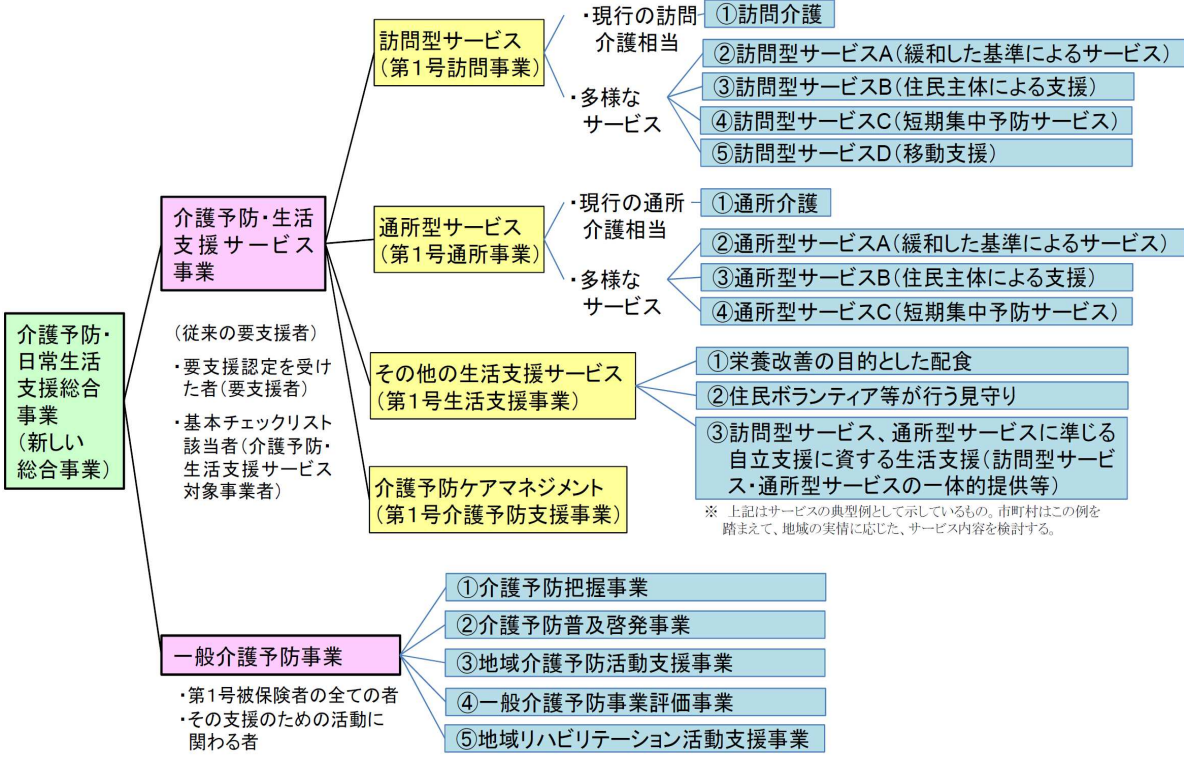 介護予防・
日常生活
支援総合
事業
(新しい
総合事業)
介護予防・生活
支援サービス
事業
(従来の要支援者)
・要支援認定を受け
た者(要支援者)
・基本チェックリスト
該当者(介護予防・
生活支援サービス
対象事業者)
訪問型サービス
(第1号訪問事業)
・現行の訪問
介護相当
①訪問介護
・多様な
サービス
②訪問型サービスA(緩和した基準によるサービス)
③訪問型サービスB(住民主体による支援)
④訪問型サービスC(短期集中予防サービス)
⑤訪問型サービスD(移動支援)
通所型サービス
(第1号通所事業)
・現行の通所
介護相当
①通所介護
・多様な
サービス
②通所型サービスA(緩和した基準によるサービス)
③通所型サービスB(住民主体による支援)
④通所型サービスC(短期集中予防サービス)
その他の生活支援サービス
(第1号生活支援事業)
①栄養改善の目的とした配食
②住民ボランティア等が行う見守り
③訪問型サービス、通所型サービスに準じる
自立支援に資する生活支援(訪問型サービ
ス・通所型サービスの一体的提供等)
※ 上記はサービスの典型例として示しているもの。市町村はこの例を
踏まえて、地域の実情に応じた、サービス内容を検討する。
介護予防ケアマネジメント
(第1号介護予防支援事業)
一般介護予防事業
・第1号被保険者の全ての者
・その支援のための活動に
関わる者
①介護予防把握事業
②介護予防普及啓発事業
③地域介護予防活動支援事業
④一般介護予防事業評価事業
⑤地域リハビリテーション活動支援事業